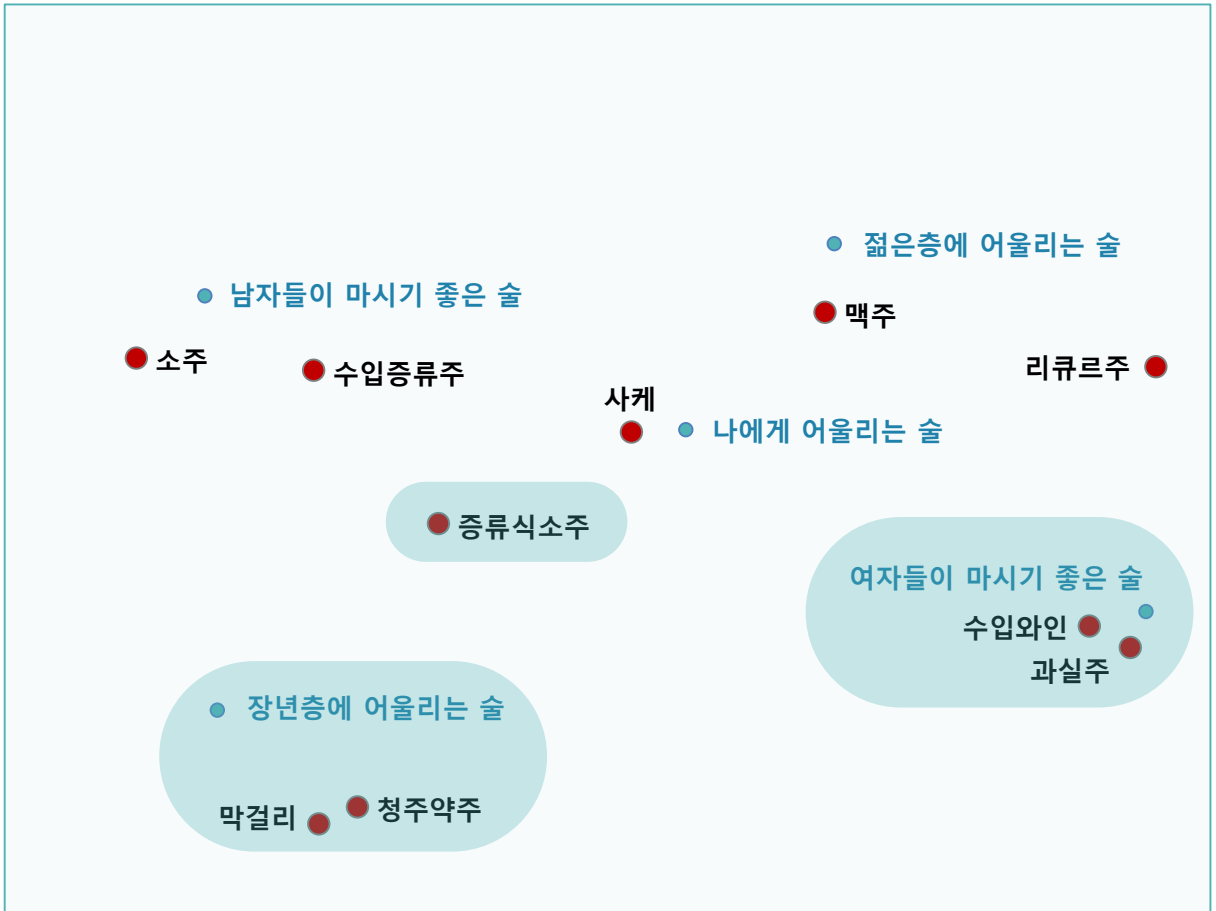 젊은층에 어울리는 술
남자들이 마시기 좋은 술
맥주
소주
수입증류주
리큐르주
사케
나에게 어울리는 술
증류식소주
여자들이 마시기 좋은 술
수입와인
과실주
장년층에 어울리는 술
막걸리
청주약주